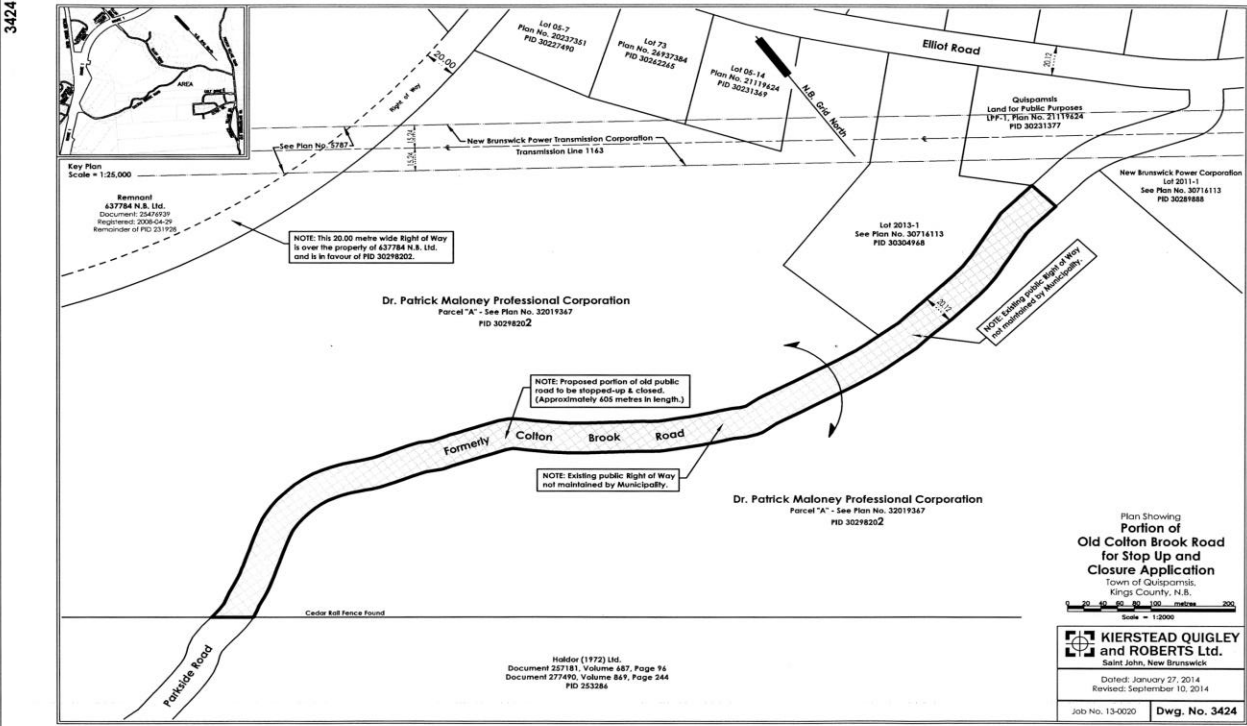 3424
AREA
Key Plan
Scale = 1:25,000
Remnant
637784 N.B. Ltd.
Document: 25476939
Registered: 2008-04-29
Remainder of PID 231928
See Plan No. 5787
20.00
Right of Way
15.24
15.24
NOTE: This 20.00 metre wide Right of Way
is over the property of 637784 N.B. Ltd.
and is in favour of PID 30298202.
Lot 05-7
Plan No. 20237351
PID 30227490
Lot 73
Plan No. 26937384
PID 30262265
Lot 05-14
Plan No. 21119624
PID 30231369
N.B. Grid North
Elliot Road
20.12
New Brunswick Power Transmission Corporation
Transmission Line 1163
Quispamsis
Land for Public Purposes
LPP-1, Plan No. 21119624
PID 30231377
New Brunswick Power Corporation
Lot 2011-1
See Plan No. 30716113
PID 30289888
Lot 2013-1
See Plan No. 30716113
PID 30304968
20.12
NOTE: Existing public Right of Way
not maintained by Municipality.
Dr. Patrick Maloney Professional Corporation
Parcel "A" - See Plan No. 32019367
PID 30298202
NOTE: Proposed portion of old public
road to be stopped-up & closed.
(Approximately 605 metres in length.)
Formerly Colton Brook Road
NOTE: Existing public Right of Way
not maintained by Municipality.
Dr. Patrick Maloney Professional Corporation
Parcel "A" - See Plan No. 32019367
PID 30298202
Cedar Rail Fence Found
Parkside Road
Haldor (1972) Ltd.
Document 257181, Volume 687, Page 96
Document 277490, Volume 869, Page 244
PID 253286
Plan Showing
Portion of
Old Colton Brook Road
for Stop Up and
Closure Application
Town of Quispamsis,
Kings County, N.B.
0 20 40 60 80 100 metres 200
Scale = 1:2000
KIERSTEAD QUIGLEY
and ROBERTS Ltd.
Saint John, New Brunswick
Dated: January 27, 2014
Revised: September 10, 2014
Job No. 13-0020 Dwg. No. 3424